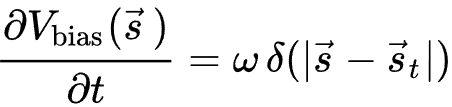 ∂V_bias(s⃗ )/∂t = ω δ(|s⃗ − s⃗_t|)